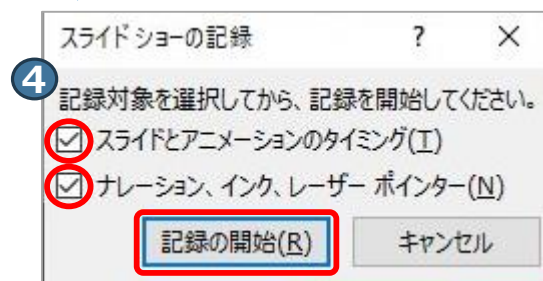 スライド ショーの記録 ? ×
4
記録対象を選択してから、記録を開始してください。
スライドとアニメーションのタイミング(T)
ナレーション、インク、レーザー ポインター(N)
記録の開始(R) キャンセル